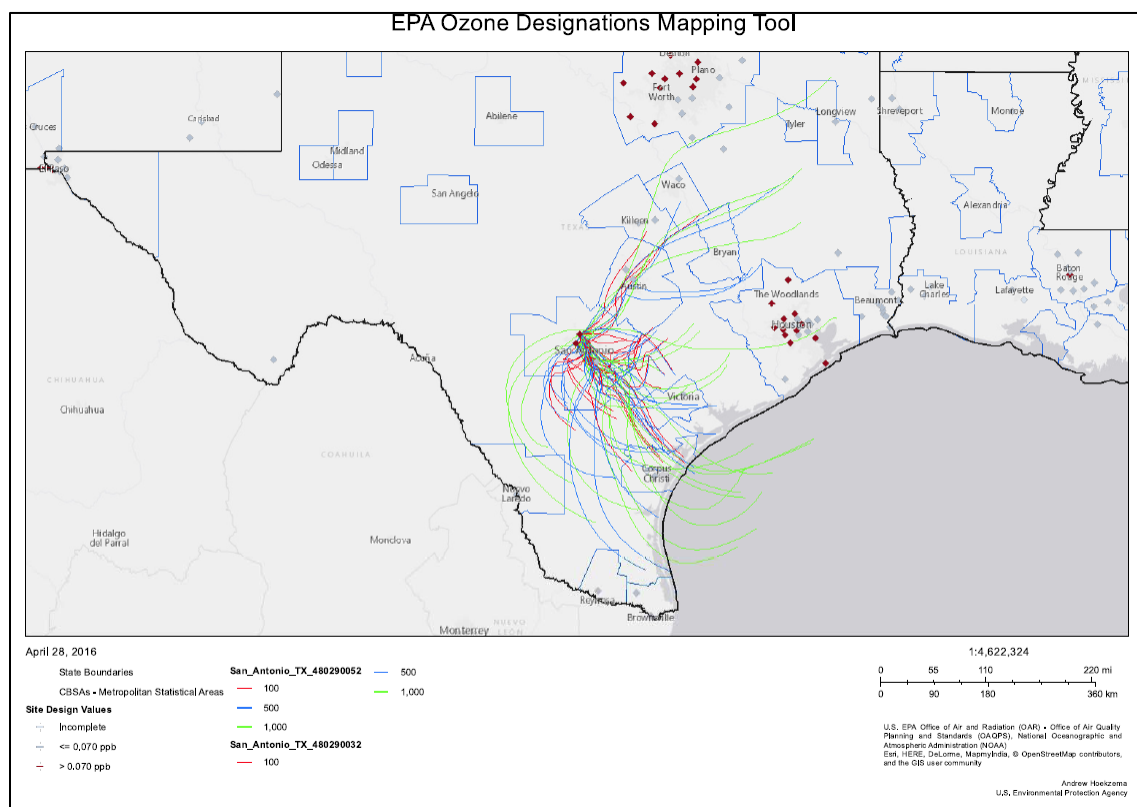 EPA Ozone Designations Mapping Tool
Plano
Fort
Worth
Cruces
Carlsbad
Abilene
Tyler
Longview
Shreveport
Monroe
Midland
Odessa
San Angelo
Waco
Killeen
Alexandria
LOUISIANA
Bryan
Austin
The Woodlands
Houston
Beaumont
Lake
Charles
Lafayette
Baton
Rouge
Acuña
CHIHUAHUA
Chihuahua
COAHUILA
Victoria
Corpus
Christi
Nuevo
Laredo
Hidalgo
del Parral
Monclova
Reynosa
Brownsville
NUEVO
LEÓN
Monterrey
April 28, 2016
1:4,622,324
State Boundaries
CBSAs - Metropolitan Statistical Areas
Site Design Values
Incomplete
<= 0.070 ppb
> 0.070 ppb
San_Antonio_TX_480290052
100
500
1,000
San_Antonio_TX_480290032
100
500
1,000
0 55 110 220 mi
0 90 180 360 km
U.S. EPA Office of Air and Radiation (OAR) - Office of Air Quality
Planning and Standards (OAQPS), National Oceanographic and
Atmospheric Administration (NOAA)
Esri, HERE, DeLorme, MapmyIndia, © OpenStreetMap contributors,
and the GIS user community
Andrew Hoekzema
U.S. Environmental Protection Agency